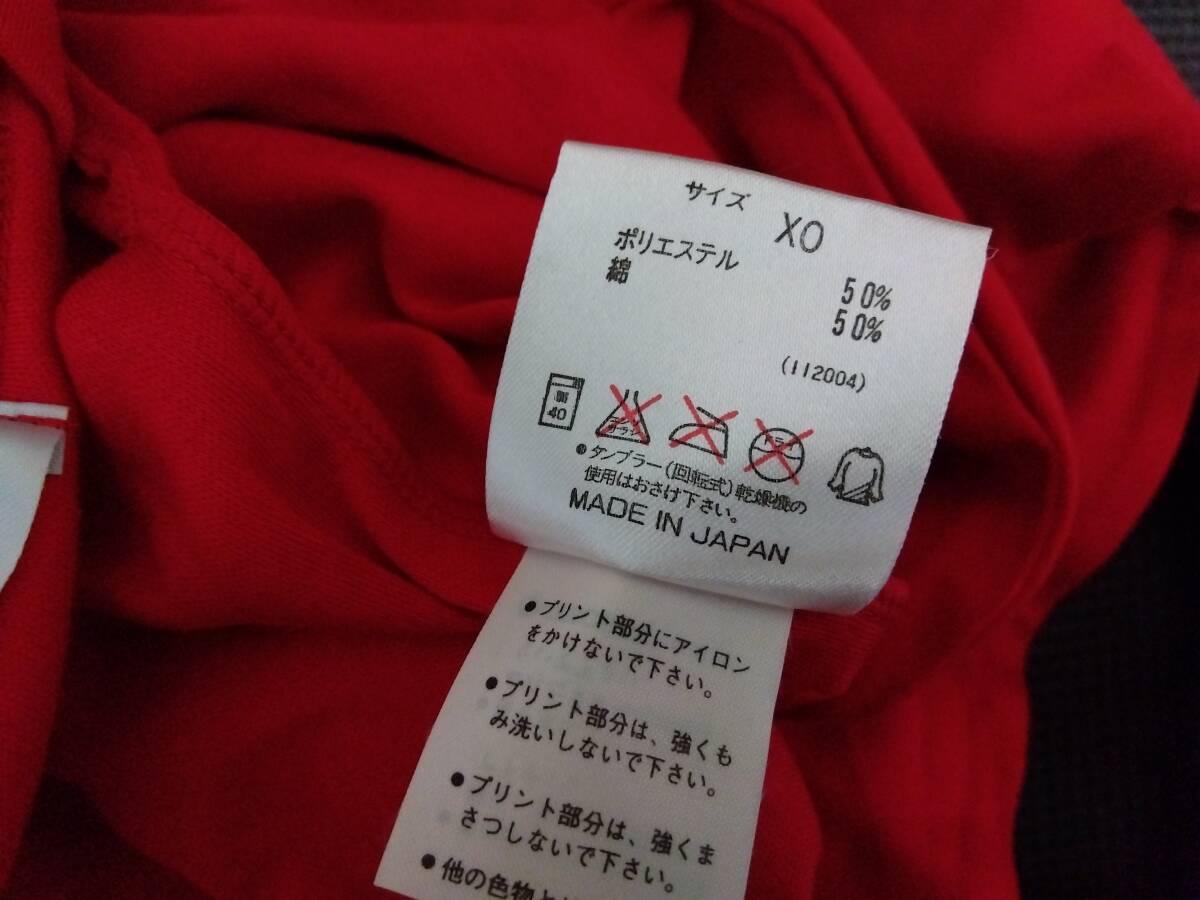 サイズ XO
ポリエステル 50%
綿 50%
(112004)
40
ドライ
●タンブラー(回転式)乾燥機の
使用はおさけ下さい。
MADE IN JAPAN
●プリント部分にアイロン
をかけないで下さい。
●プリント部分は、強くも
み洗いしないで下さい。
●プリント部分は、強くま
さつしないで下さい。
●他の色物と